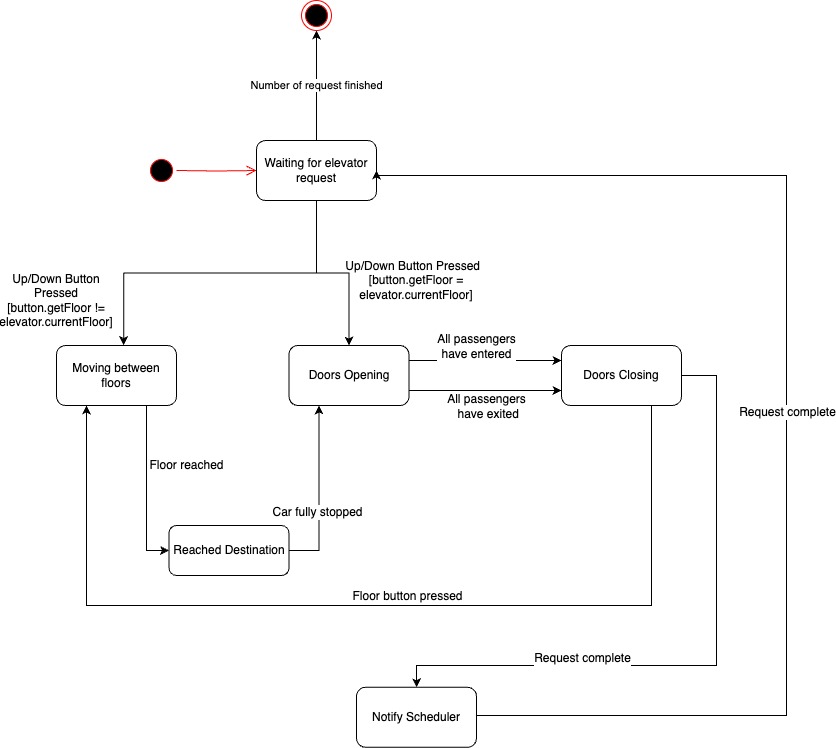 Number of request finished
Waiting for elevator
request
Up/Down Button
Pressed
[button.getFloor !=
elevator.currentFloor]
Up/Down Button Pressed
[button.getFloor =
elevator.currentFloor]
Moving between
floors
Doors Opening
All passengers
have entered
All passengers
have exited
Doors Closing
Request complete
Floor reached
Car fully stopped
Reached Destination
Floor button pressed
Request complete
Notify Scheduler